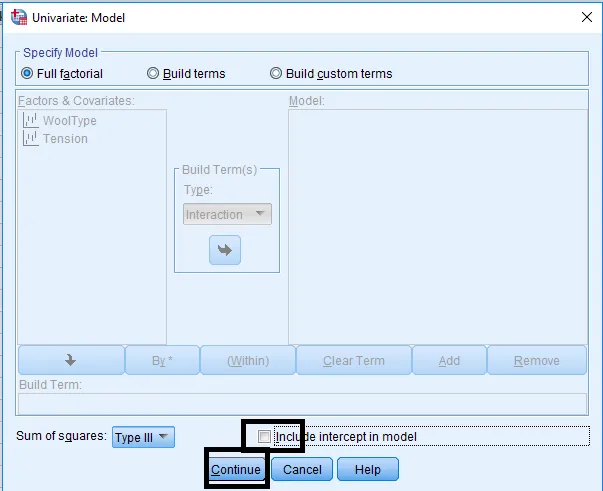 Univariate: Model
Specify Model
Full factorial
Build terms
Build custom terms
Factors & Covariates:
Model:
WoolType
Tension
Build Term(s)
Type:
Interaction
By *
(Within)
Clear Term
Add
Remove
Build Term:
Sum of squares:
Type III
Include intercept in model
Continue
Cancel
Help